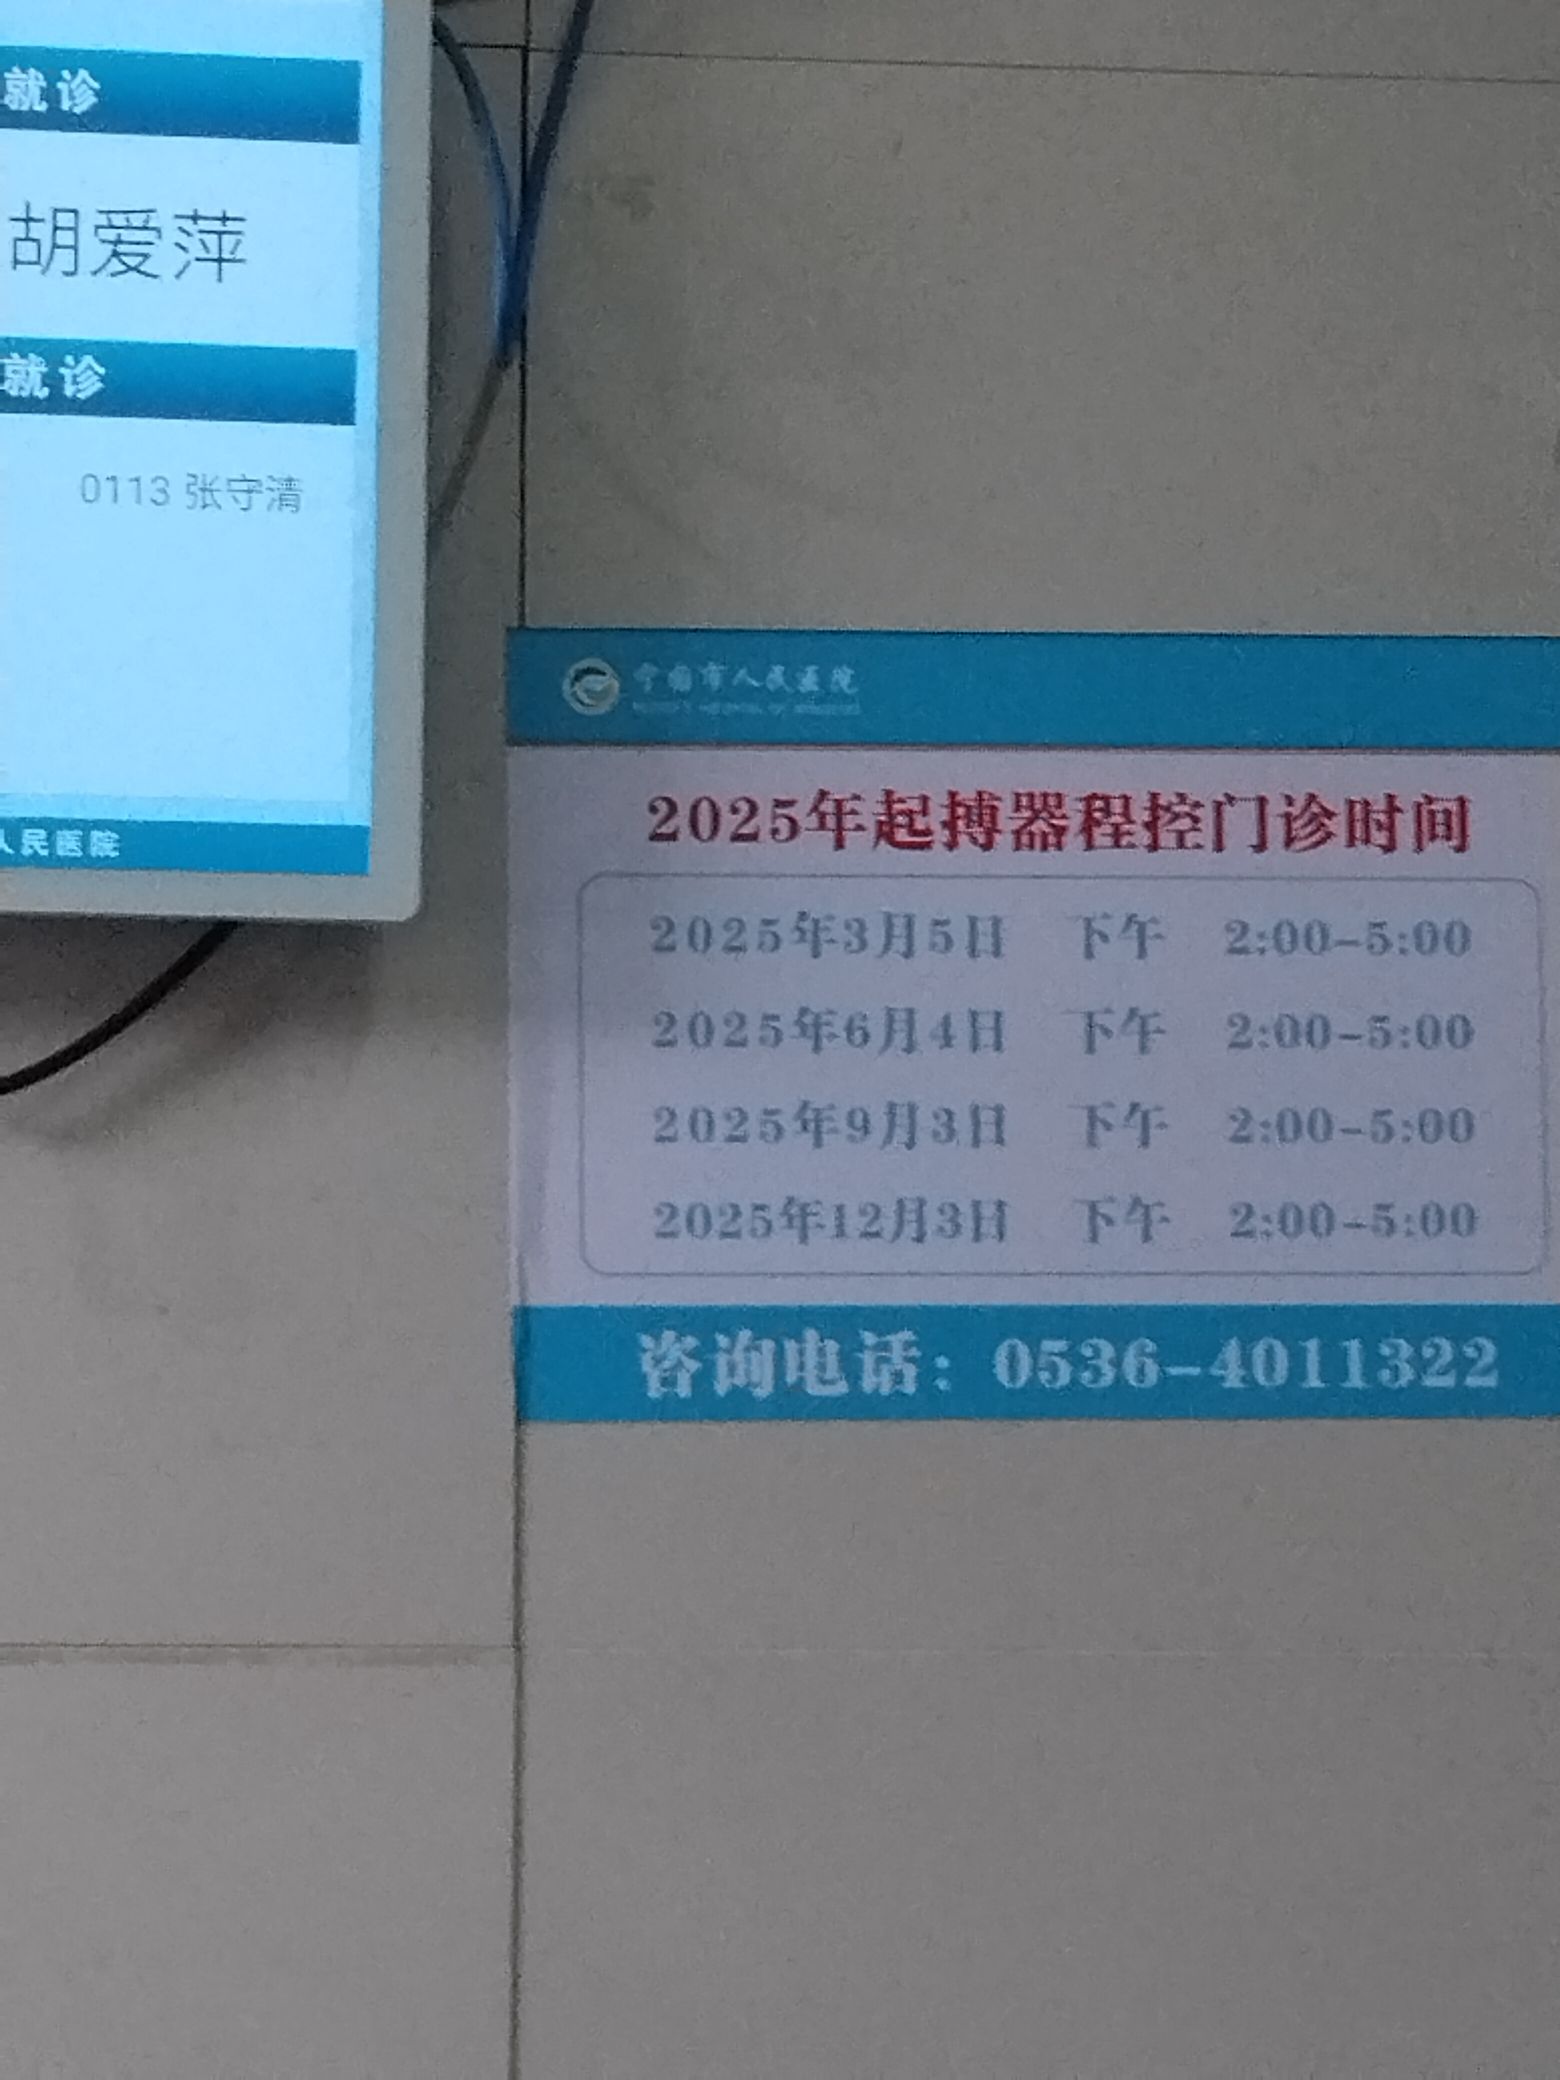 就诊
胡爱萍
就诊
0113 张守清
人民医院
市人民医院
2025年起搏器程控门诊时间
2025年3月5日 下午 2:00-5:00
2025年6月4日 下午 2:00-5:00
2025年9月3日 下午 2:00-5:00
2025年12月3日 下午 2:00-5:00
咨询电话：0536-4011322